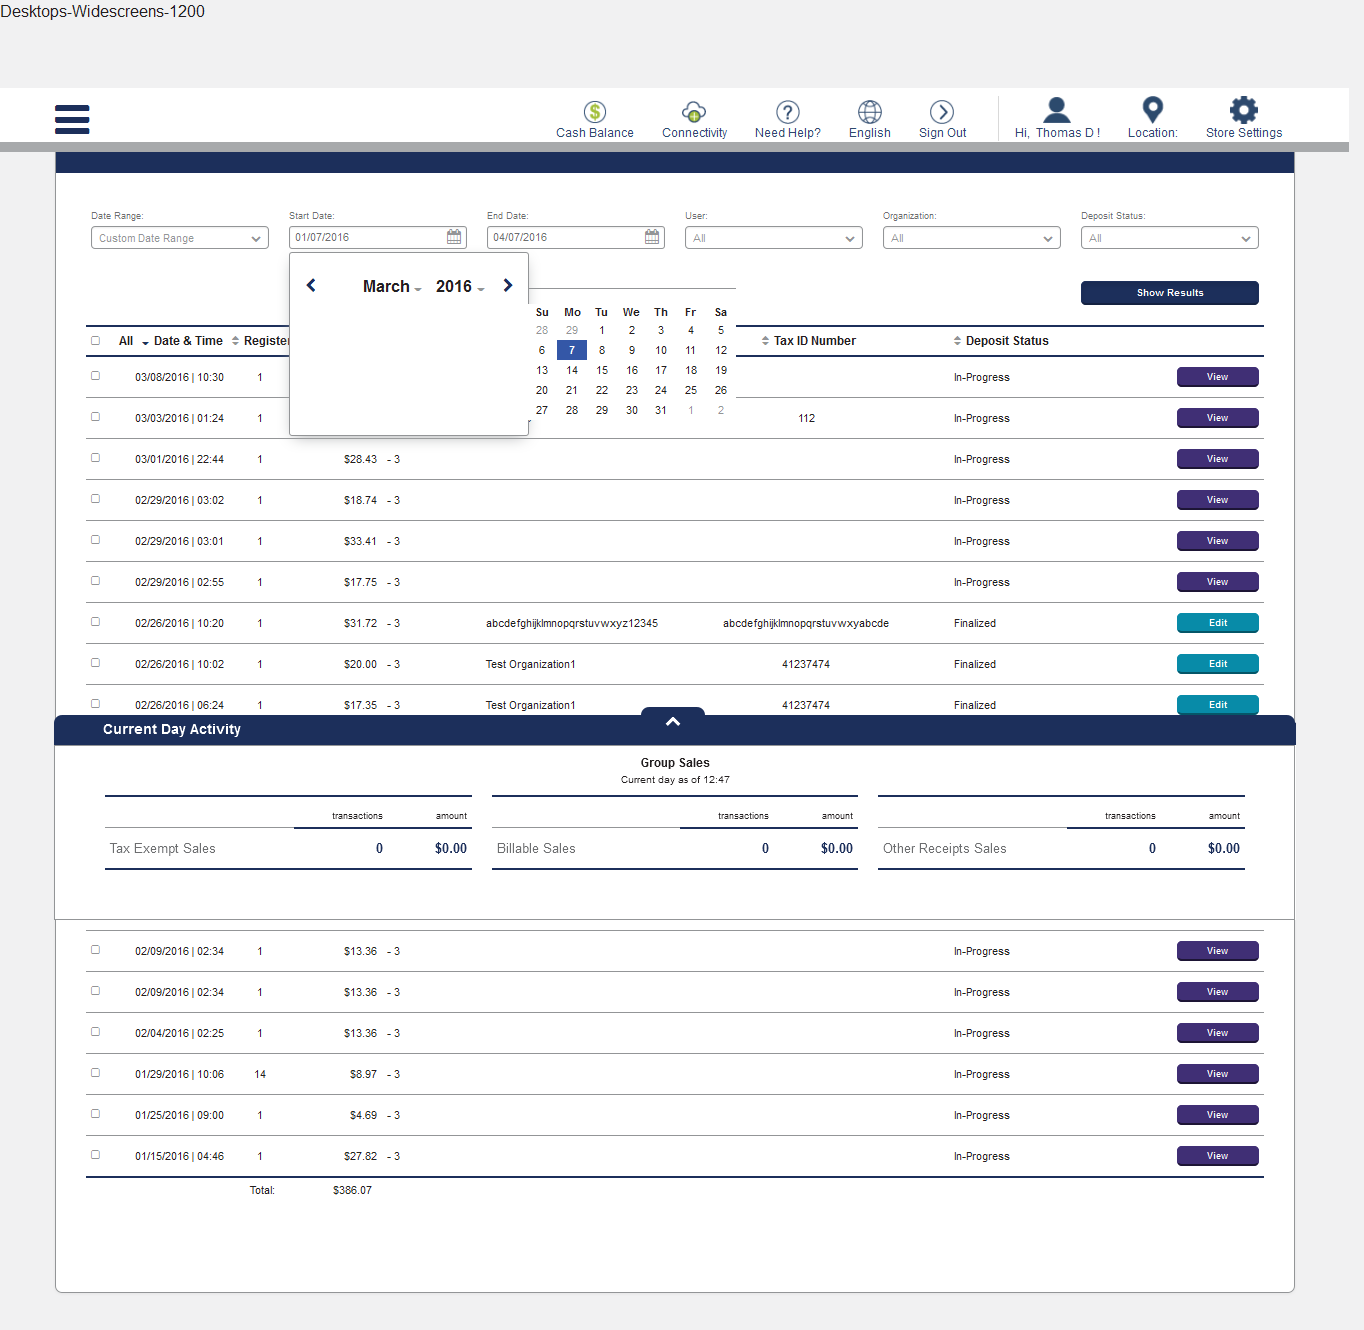 Desktops-Widescreens-1200
Cash Balance Connectivity Need Help? English Sign Out Hi, Thomas D ! Location: Store Settings
Date Range: Start Date: End Date: User: Organization: Deposit Status:
Custom Date Range 01/07/2016 04/07/2016 All All All
March 2016
Show Results
Su Mo Tu We Th Fr Sa
28 29 1 2 3 4 5
6 7 8 9 10 11 12
13 14 15 16 17 18 19
20 21 22 23 24 25 26
27 28 29 30 31 1 2
All Date & Time Register Tax ID Number Deposit Status
03/08/2016 | 10:30 1 In-Progress View
03/03/2016 | 01:24 1 112 In-Progress View
03/01/2016 | 22:44 1 $28.43 - 3 In-Progress View
02/29/2016 | 03:02 1 $18.74 - 3 In-Progress View
02/29/2016 | 03:01 1 $33.41 - 3 In-Progress View
02/29/2016 | 02:55 1 $17.75 - 3 In-Progress View
02/26/2016 | 10:20 1 $31.72 - 3 abcdefghijklmnopqrstuvwxyz12345 abcdefghijklmnopqrstuvwxyabcde Finalized Edit
02/26/2016 | 10:02 1 $20.00 - 3 Test Organization1 41237474 Finalized Edit
02/26/2016 | 06:24 1 $17.35 - 3 Test Organization1 41237474 Finalized Edit
Current Day Activity
Group Sales
Current day as of 12:47
transactions amount transactions amount transactions amount
Tax Exempt Sales 0 $0.00 Billable Sales 0 $0.00 Other Receipts Sales 0 $0.00
02/09/2016 | 02:34 1 $13.36 - 3 In-Progress View
02/09/2016 | 02:34 1 $13.36 - 3 In-Progress View
02/04/2016 | 02:25 1 $13.36 - 3 In-Progress View
01/29/2016 | 10:06 14 $8.97 - 3 In-Progress View
01/25/2016 | 09:00 1 $4.69 - 3 In-Progress View
01/15/2016 | 04:46 1 $27.82 - 3 In-Progress View
Total: $386.07